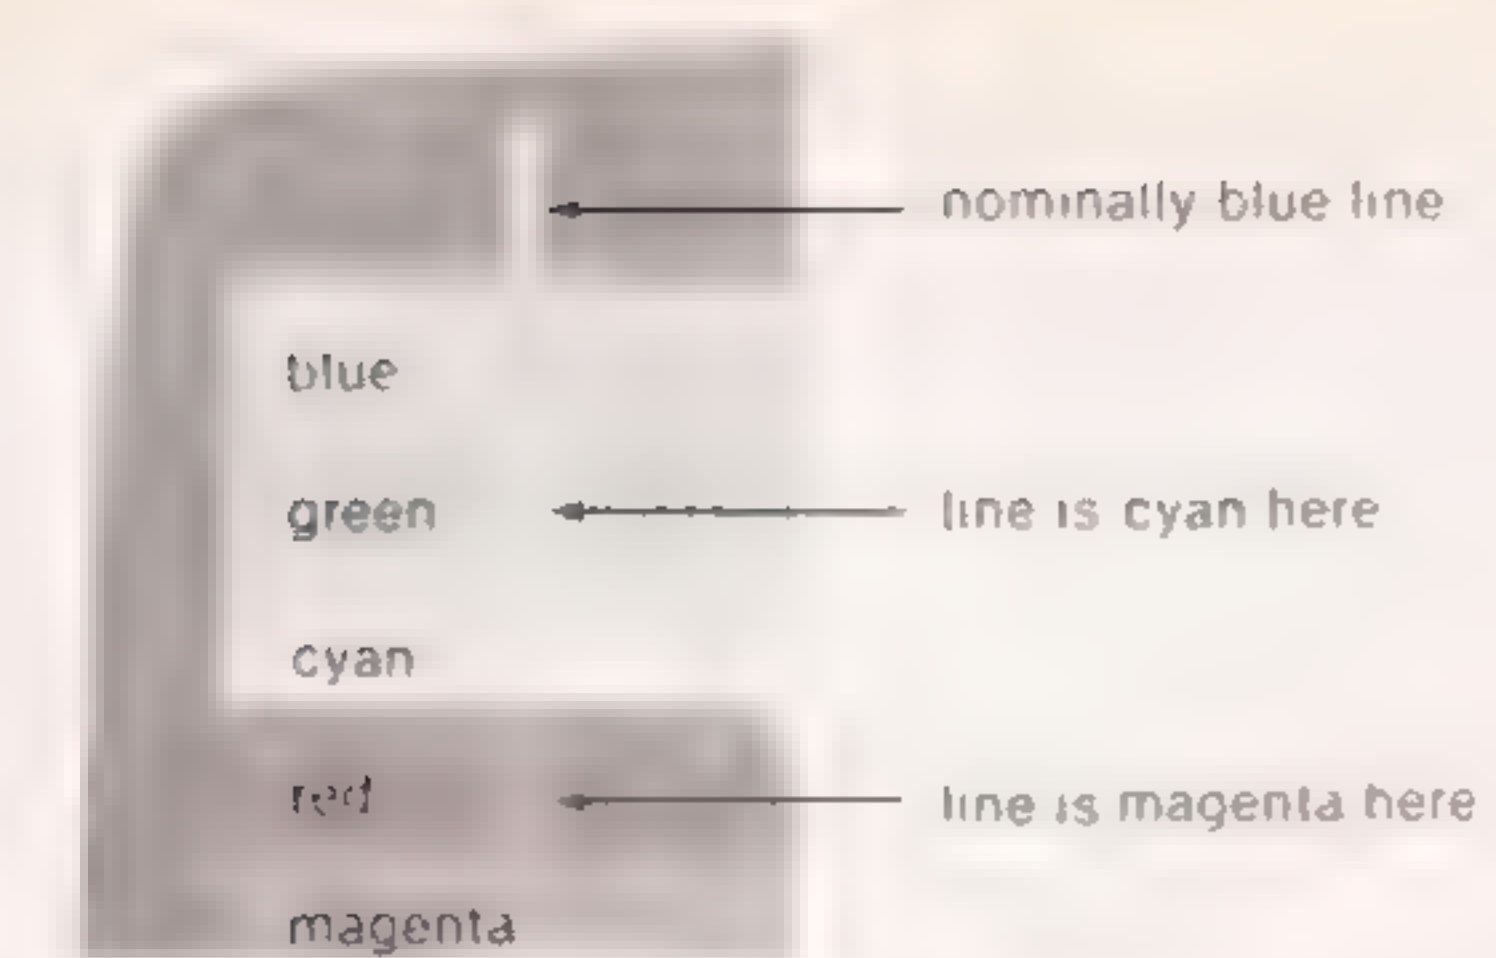 nominally blue line
blue
green
line is cyan here
cyan
red
line is magenta here
magenta